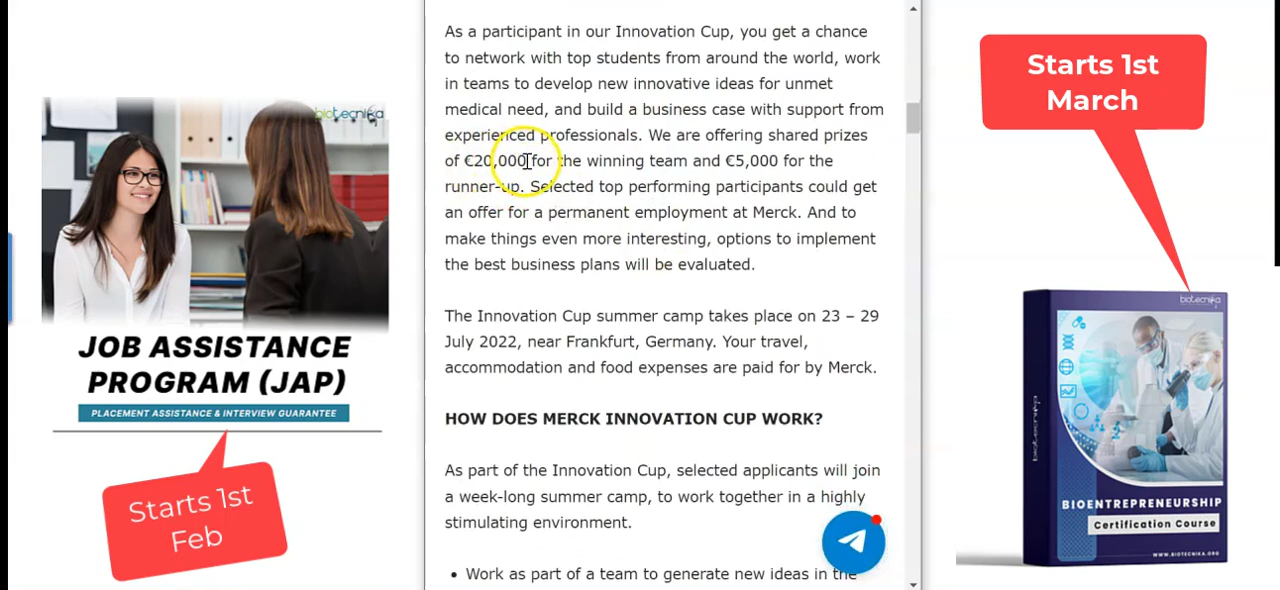 biotecnika
JOB ASSISTANCE
PROGRAM (JAP)
PLACEMENT ASSISTANCE & INTERVIEW GUARANTEE
Starts 1st
Feb
As a participant in our Innovation Cup, you get a chance
to network with top students from around the world, work
in teams to develop new innovative ideas for unmet
medical need, and build a business case with support from
experienced professionals. We are offering shared prizes
of €20,000 for the winning team and €5,000 for the
runner-up. Selected top performing participants could get
an offer for a permanent employment at Merck. And to
make things even more interesting, options to implement
the best business plans will be evaluated.
The Innovation Cup summer camp takes place on 23 – 29
July 2022, near Frankfurt, Germany. Your travel,
accommodation and food expenses are paid for by Merck.
HOW DOES MERCK INNOVATION CUP WORK?
As part of the Innovation Cup, selected applicants will join
a week-long summer camp, to work together in a highly
stimulating environment.
• Work as part of a team to generate new ideas in the
Starts 1st
March
biotecnika
biotecnika
BIOENTREPRENEURSHIP
Certification Course
WWW.BIOTECNIKA.ORG